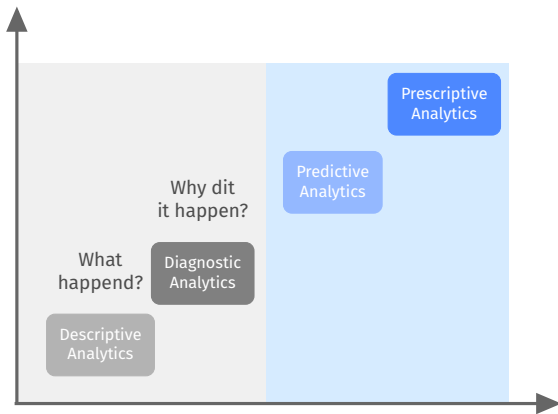 Prescriptive
Analytics
Predictive
Analytics
Why dit
it happen?
What
happend?
Diagnostic
Analytics
Descriptive
Analytics